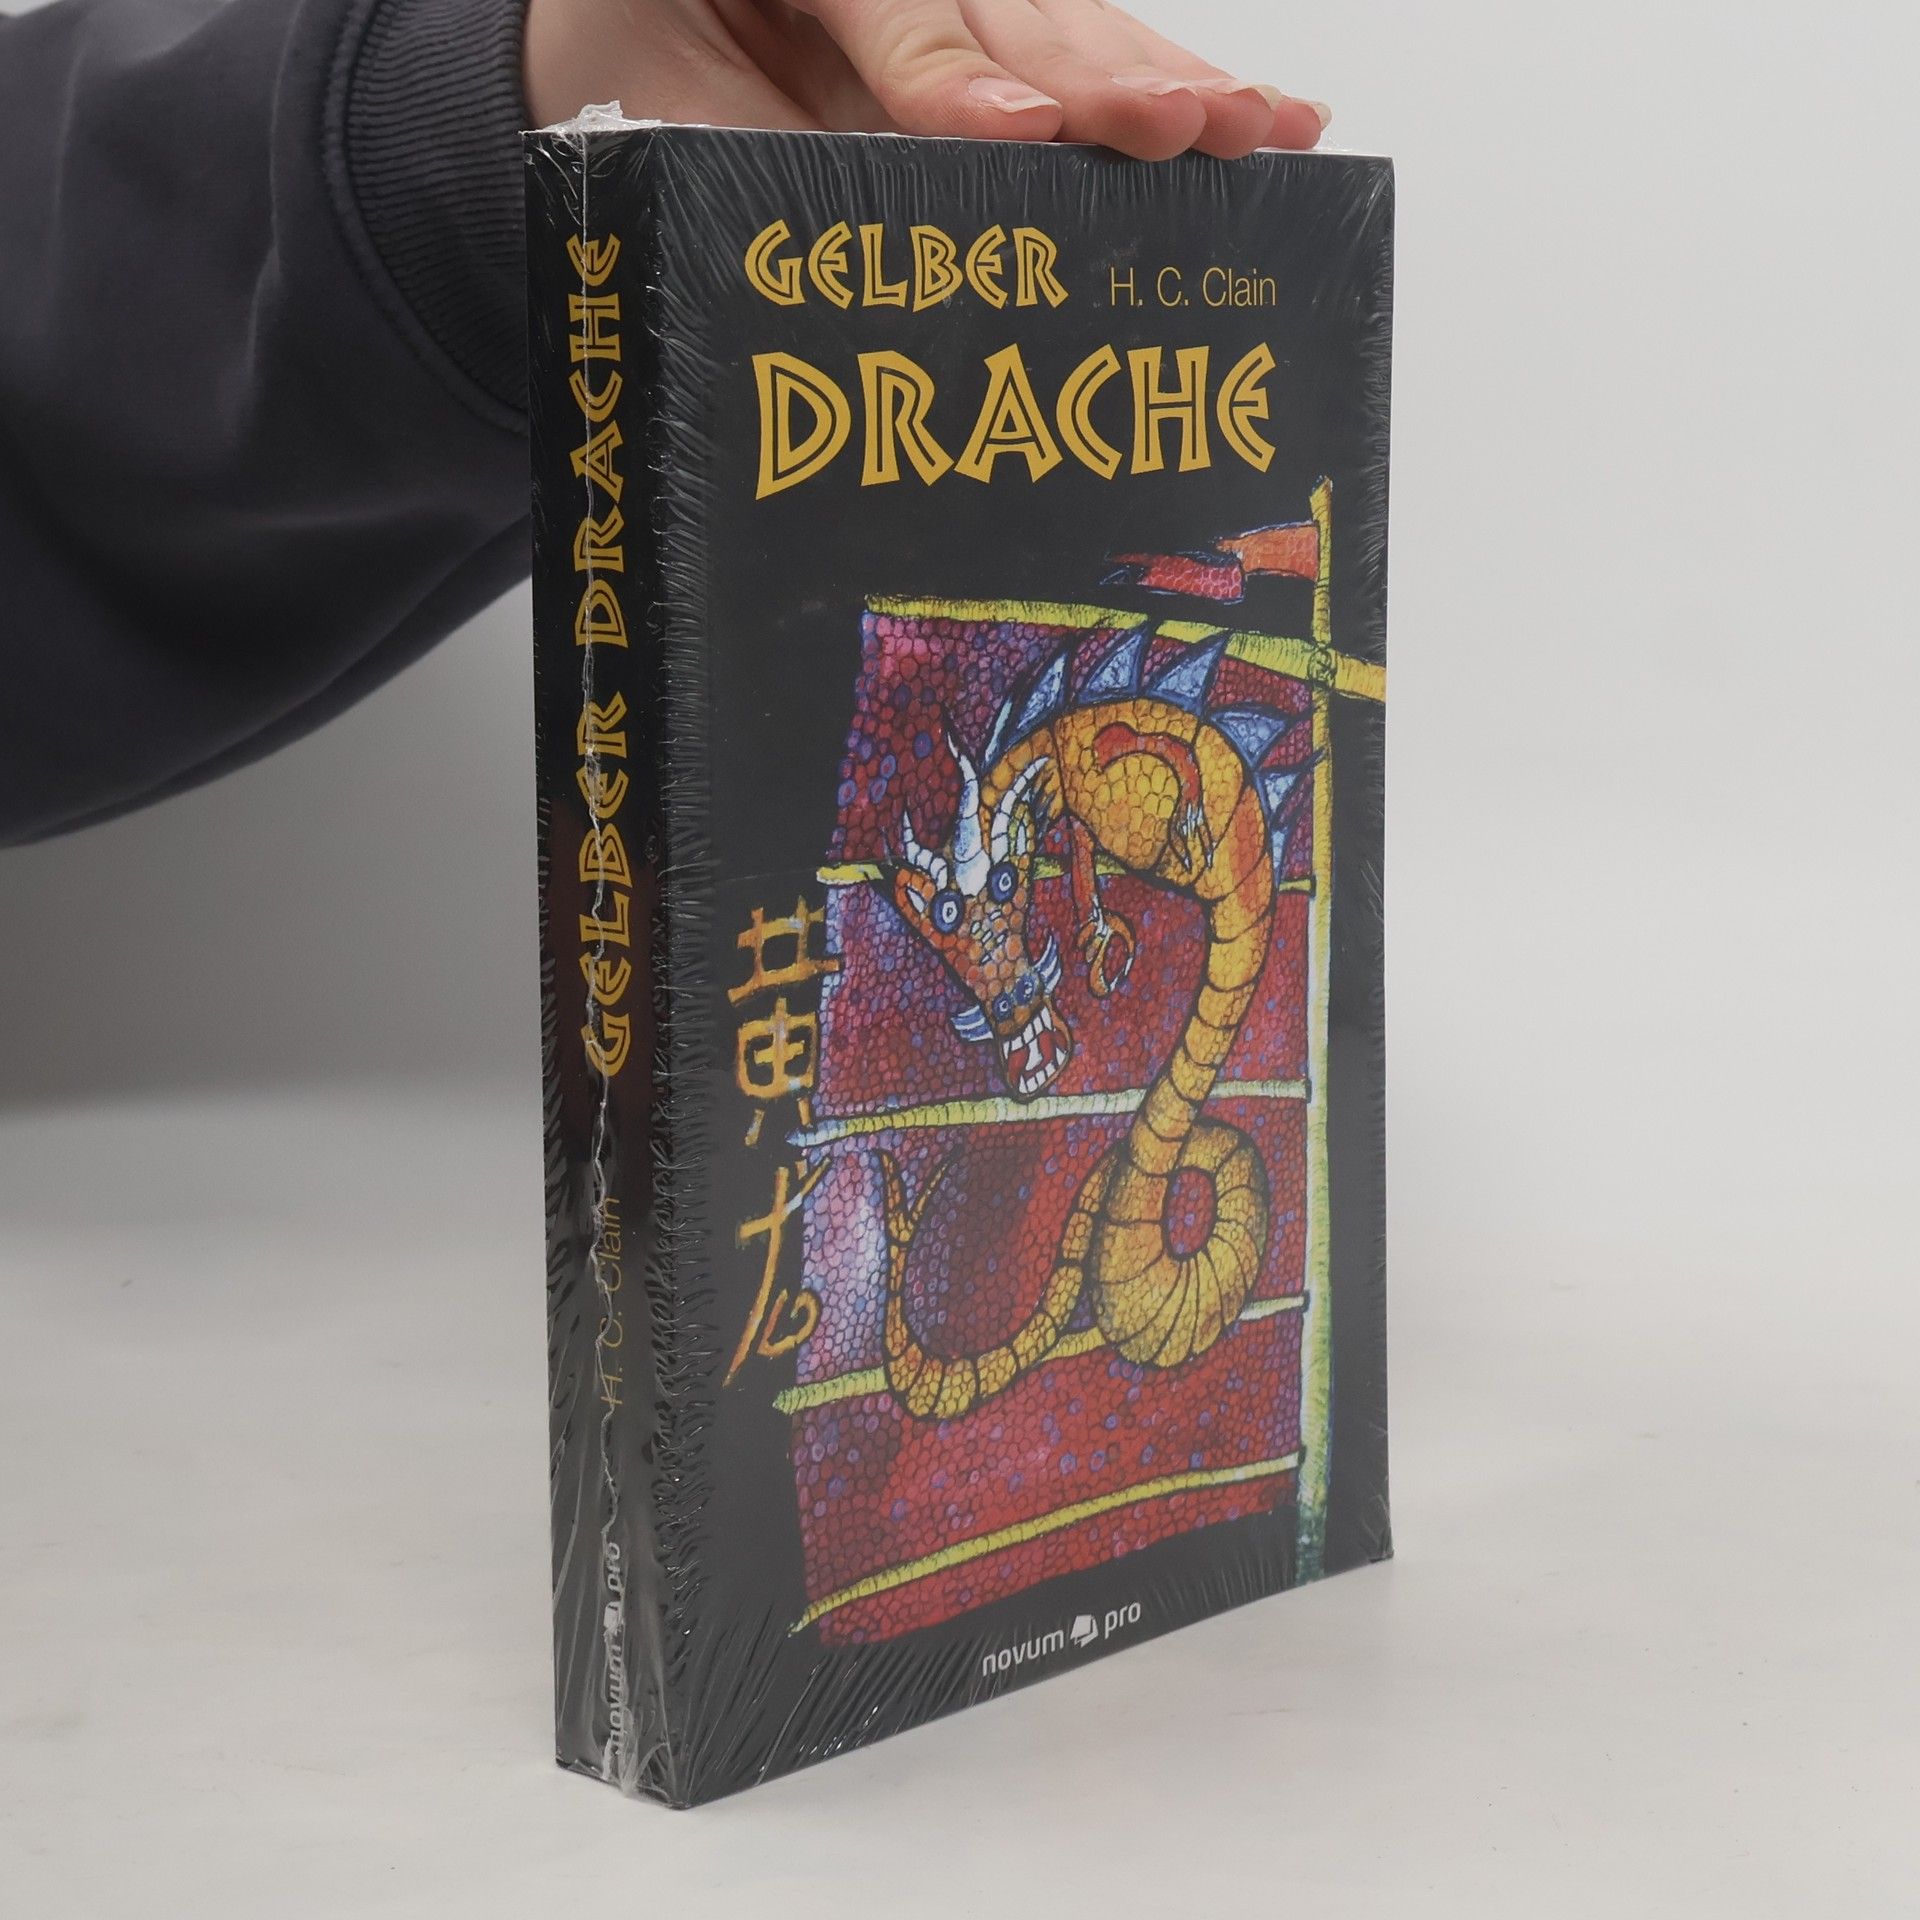 GELBER DRACHE
H. C. Clain
novum pro
GELBER
H. C. Clain
DRACHE
黄
龙
novum pro